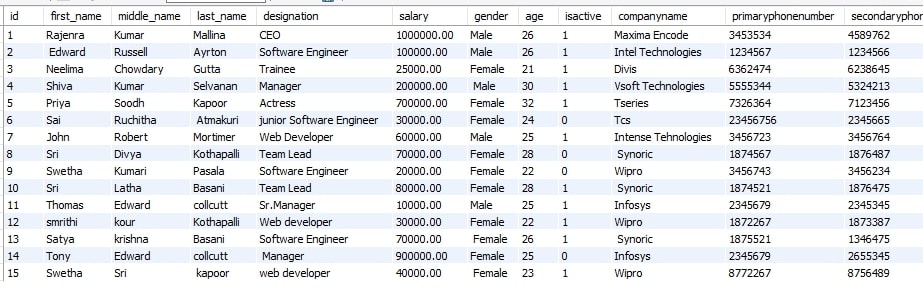 id first_name middle_name last_name designation salary gender age isactive companyname primaryphonenumber secondaryphon
1 Rajenra Kumar Mallina CEO 1000000.00 Male 26 1 Maxima Encode 3453534 4589762
2 Edward Russell Ayrton Software Engineer 100000.00 Male 26 1 Intel Technologies 1234567 1234566
3 Neelima Chowdary Gutta Trainee 25000.00 Female 21 1 Divis 6362474 6238645
4 Shiva Kumar Selvanan Manager 200000.00 Male 30 1 Vsoft Technologies 5555344 5324213
5 Priya Soodh Kapoor Actress 700000.00 Female 32 1 Tseries 7326364 7123456
6 Sai Ruchitha Atmakuri junior Software Engineer 30000.00 Female 24 0 Tcs 23456756 2345665
7 John Robert Mortimer Web Developer 60000.00 Male 25 1 Intense Tehnologies 3456723 3456764
8 Sri Divya Kothapalli Team Lead 70000.00 Female 28 0 Synoric 1874567 1876487
9 Swetha Kumari Pasala Software Engineer 20000.00 Female 22 0 Wipro 3456743 3456234
10 Sri Latha Basani Team Lead 80000.00 Female 28 1 Synoric 1874521 1876475
11 Thomas Edward collcutt Sr.Manager 10000.00 Male 25 1 Infosys 2345679 2345345
12 smrithi kour Kothapalli Web developer 30000.00 Female 22 1 Wipro 1872267 1873387
13 Satya krishna Basani Software Engineer 70000.00 Female 26 1 Synoric 1875521 1346475
14 Tony Edward collcutt Manager 900000.00 Male 25 0 Infosys 2345679 2655345
15 Swetha Sri kapoor web developer 40000.00 Female 23 1 Wipro 8772267 8756489